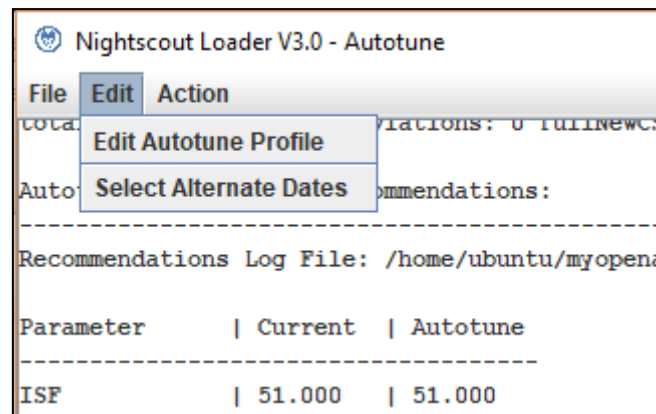 Nightscout Loader V3.0 - Autotune
File Edit Action
Edit Autotune Profile
Select Alternate Dates
Recommendations Log File: /home/ubuntu/myopena
Parameter | Current | Autotune
-----------------------------------
ISF | 51.000 | 51.000